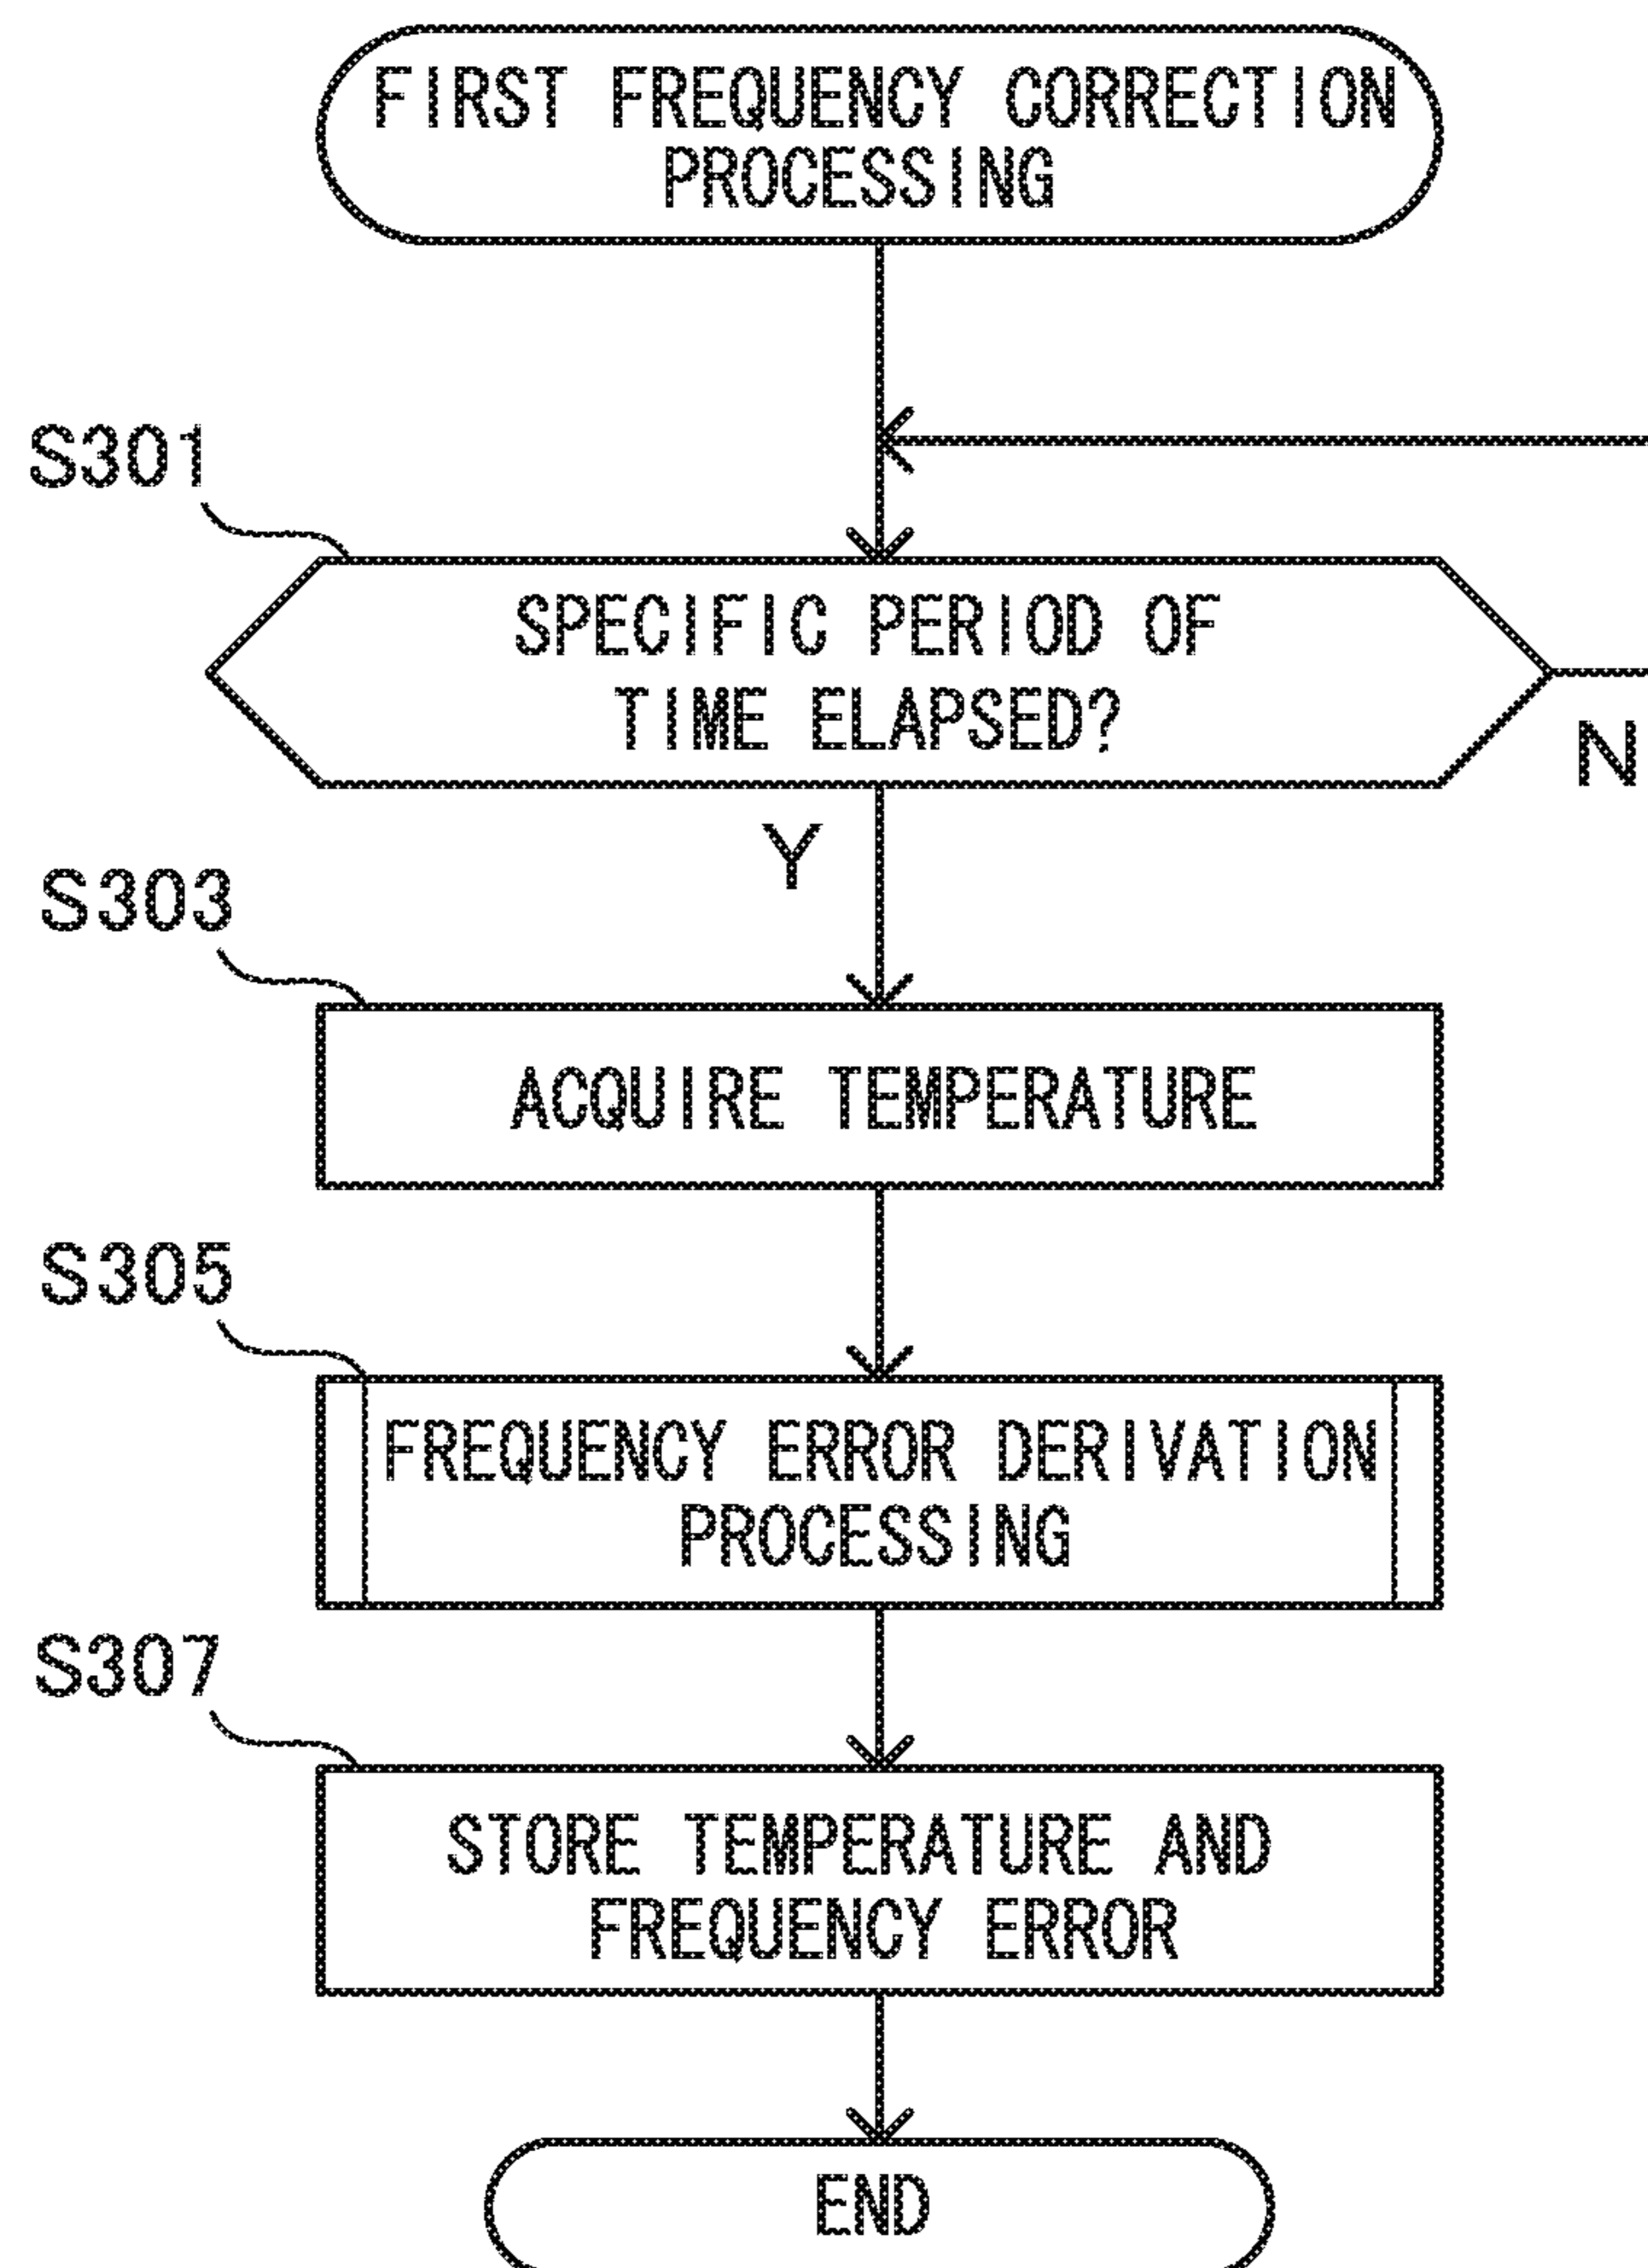 FIRST FREQUENCY CORRECTION
PROCESSING
S301
SPECIFIC PERIOD OF
TIME ELAPSED?
N
Y
S303
ACQUIRE TEMPERATURE
S305
FREQUENCY ERROR DERIVATION
PROCESSING
S307
STORE TEMPERATURE AND
FREQUENCY ERROR
END